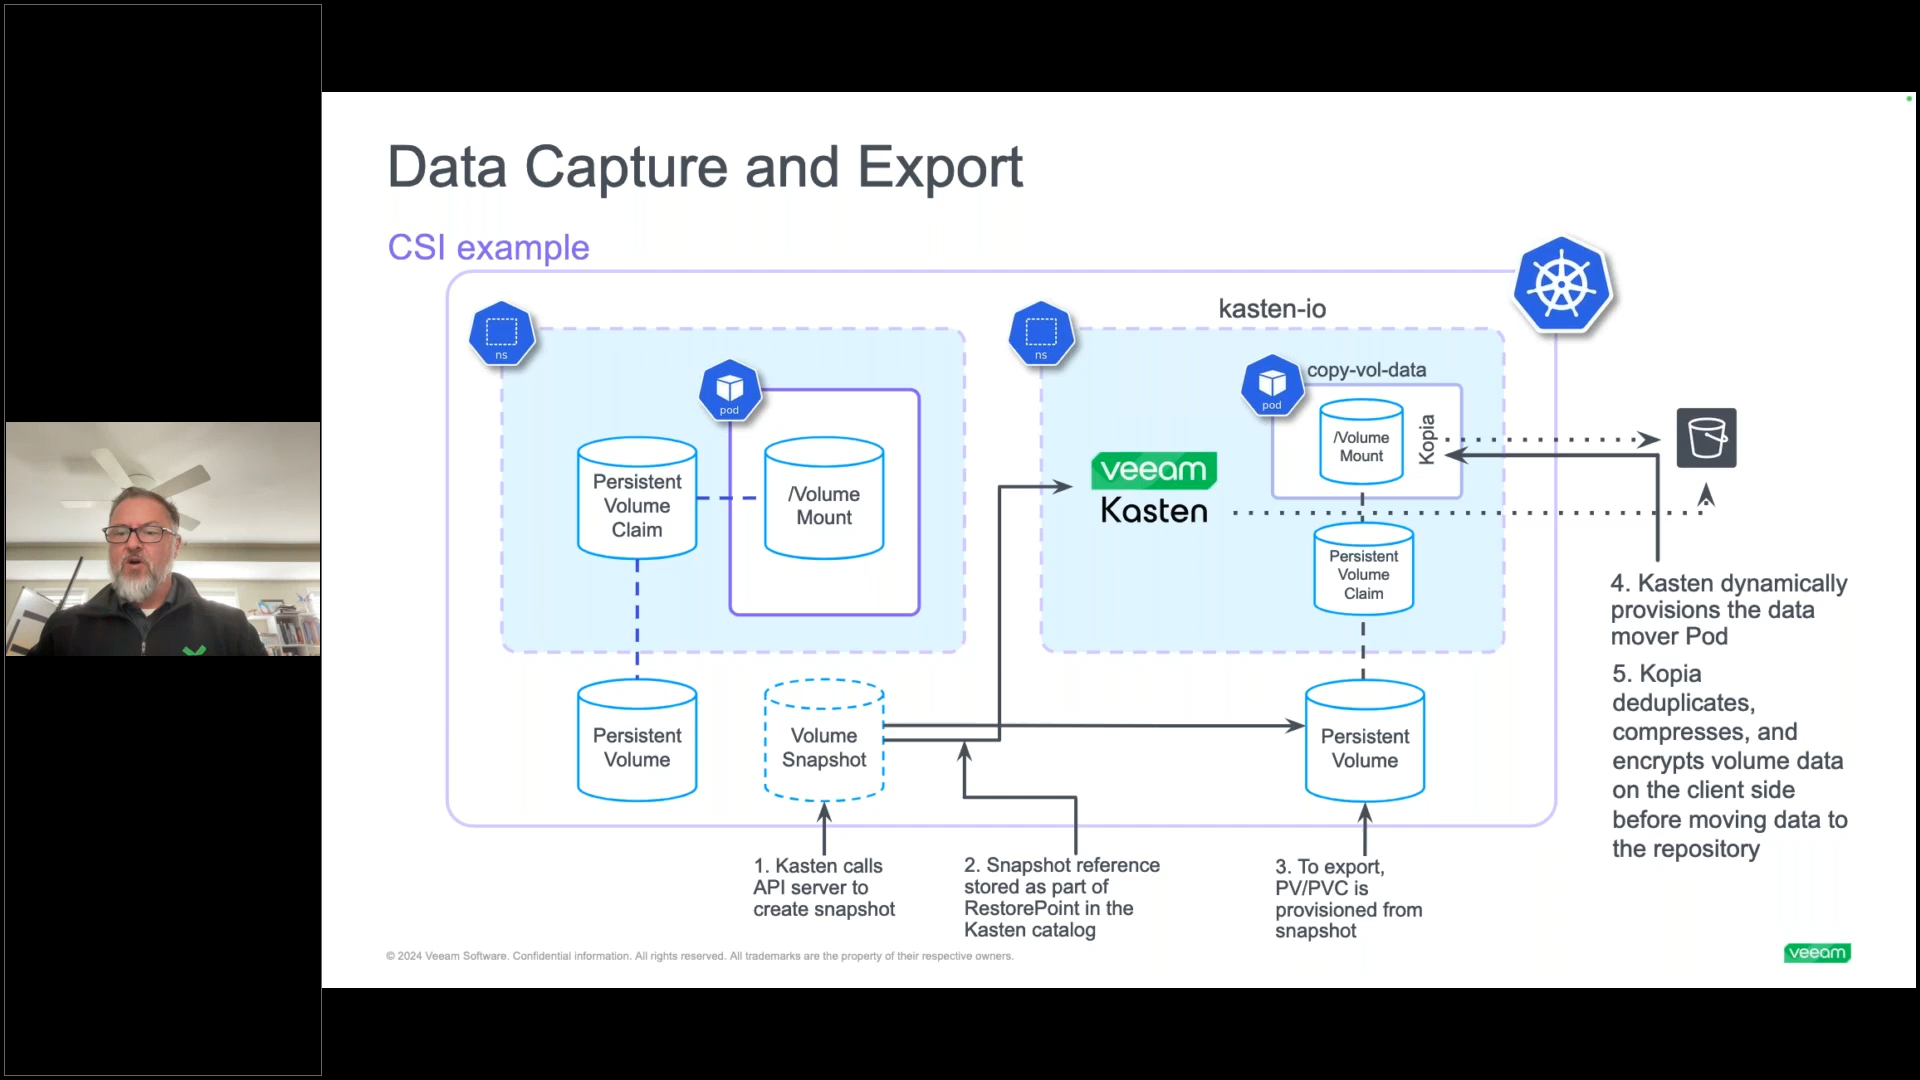 Data Capture and Export
CSI example
kasten-io
ns
ns
pod
pod
copy-vol-data
Persistent
Volume
Claim
/Volume
Mount
veeam
Kasten
/Volume
Mount
Kopia
Persistent
Volume
Claim
Persistent
Volume
Volume
Snapshot
Persistent
Volume
1. Kasten calls
API server to
create snapshot
2. Snapshot reference
stored as part of
RestorePoint in the
Kasten catalog
3. To export,
PV/PVC is
provisioned from
snapshot
4. Kasten dynamically
provisions the data
mover Pod
5. Kopia
deduplicates,
compresses, and
encrypts volume data
on the client side
before moving data to
the repository
© 2024 Veeam Software. Confidential information. All rights reserved. All trademarks are the property of their respective owners.
veeam